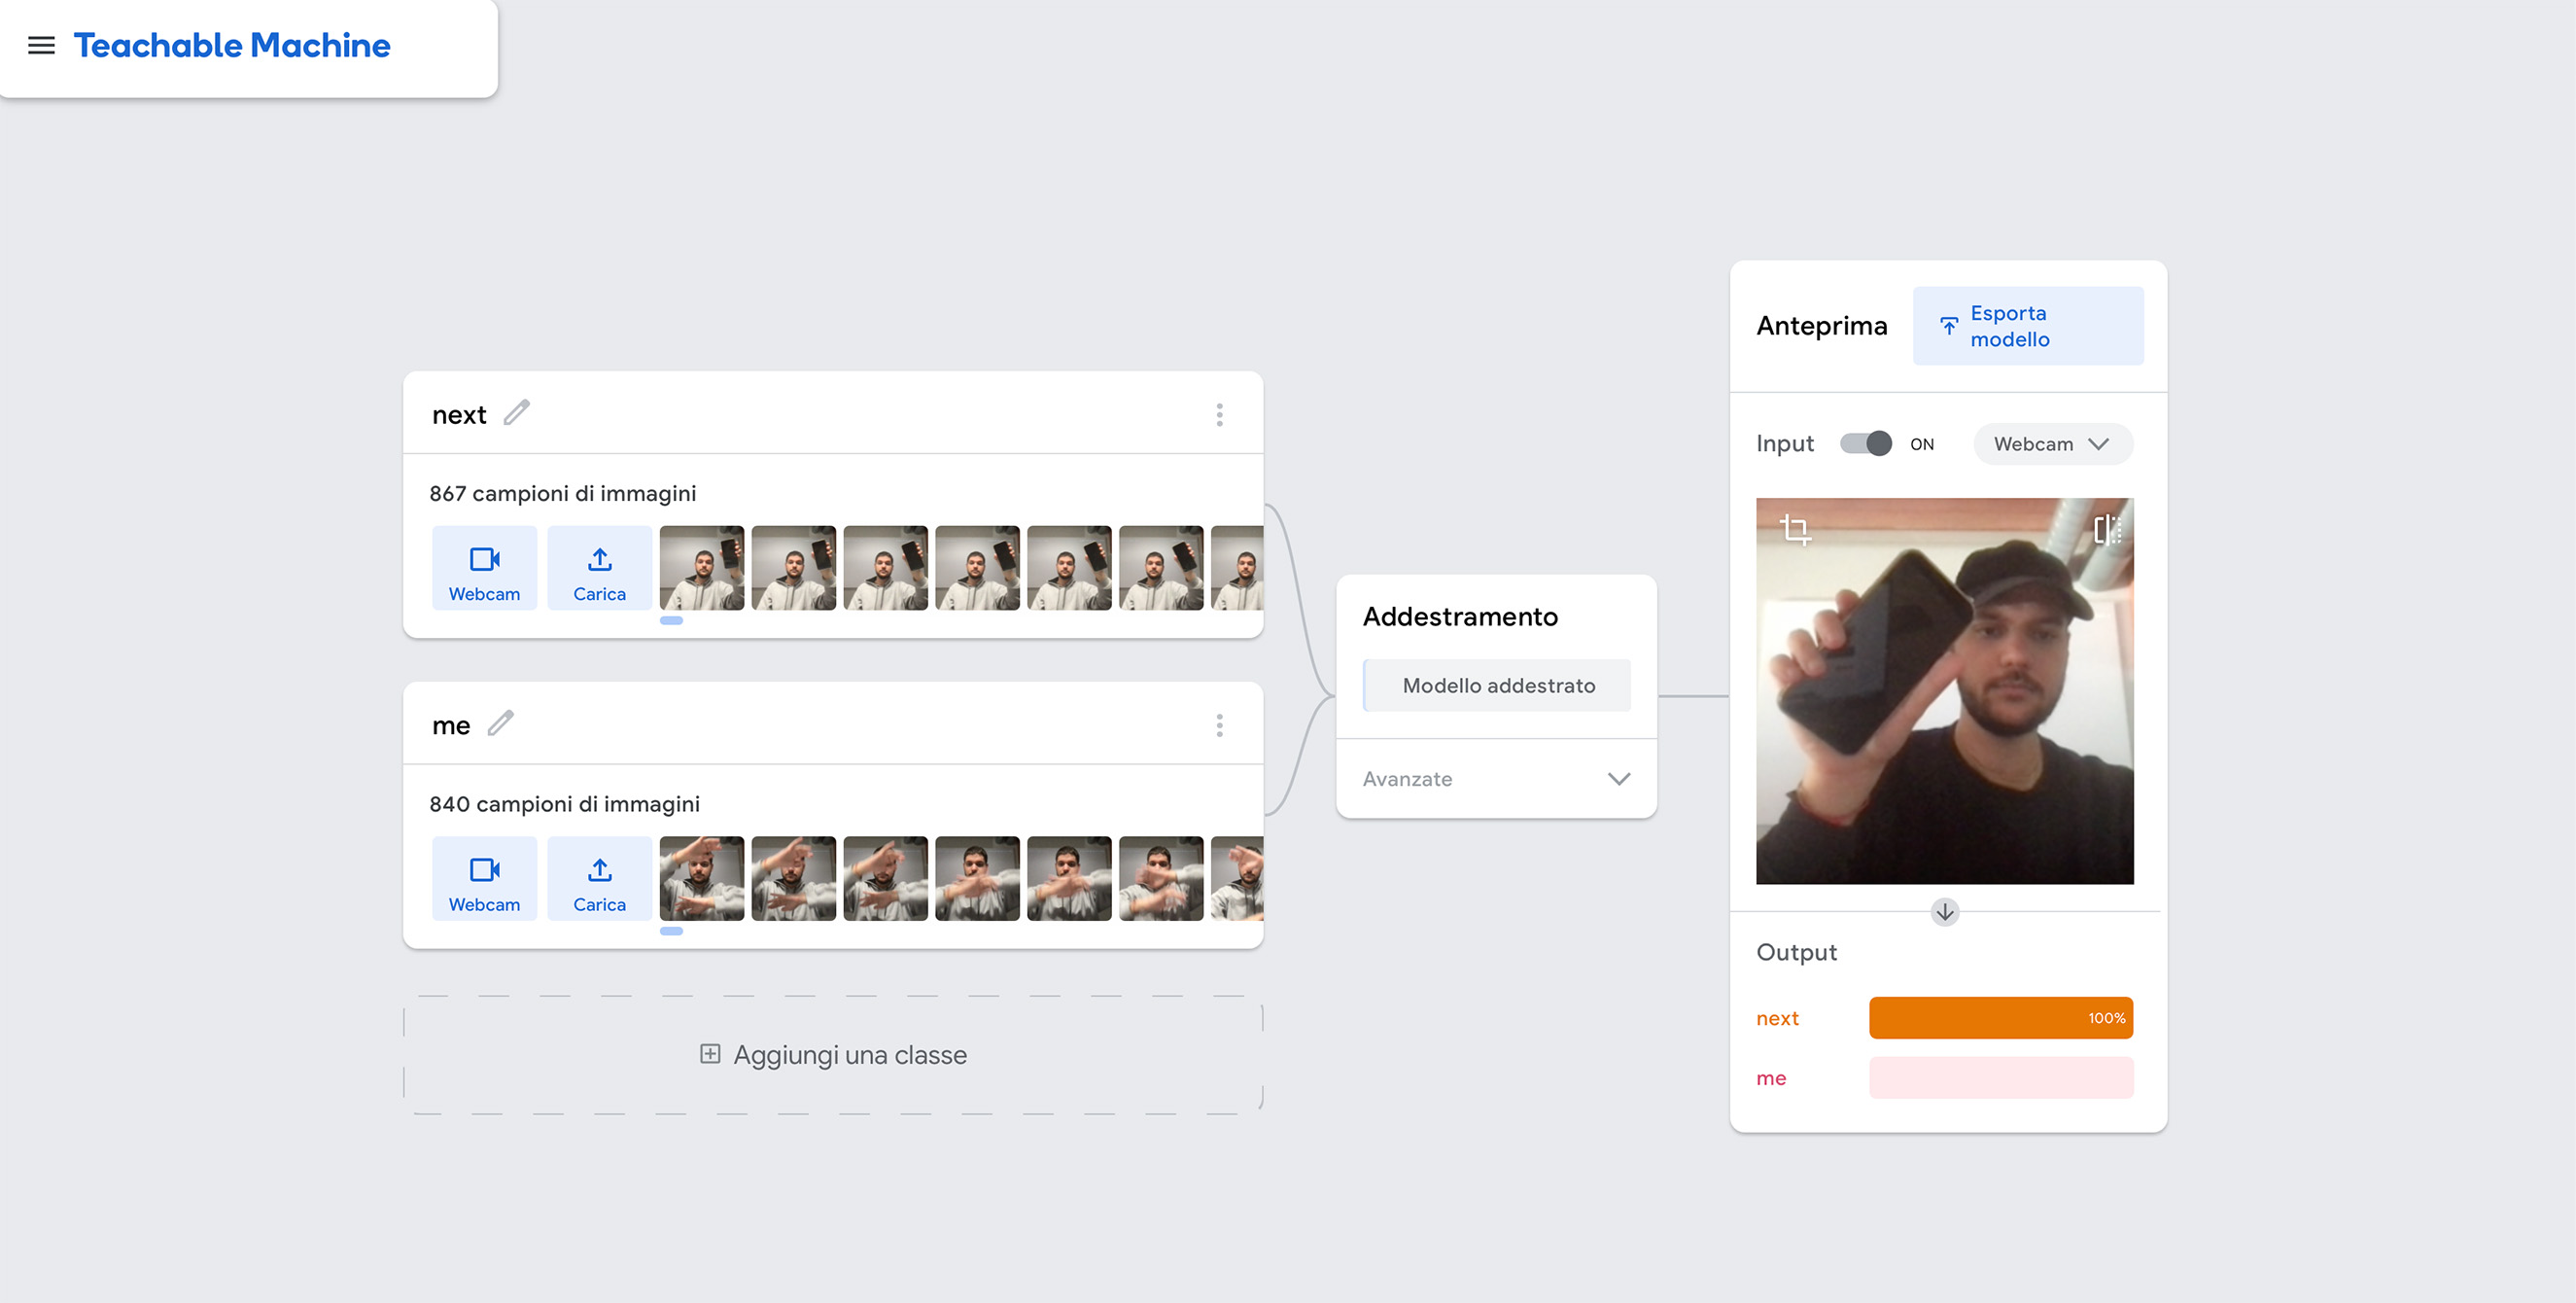 Teachable Machine
next
867 campioni di immagini
Webcam
Carica
me
840 campioni di immagini
Webcam
Carica
Aggiungi una classe
Addestramento
Modello addestrato
Avanzate
Anteprima
Esporta
modello
Input ON Webcam
Output
next 100%
me